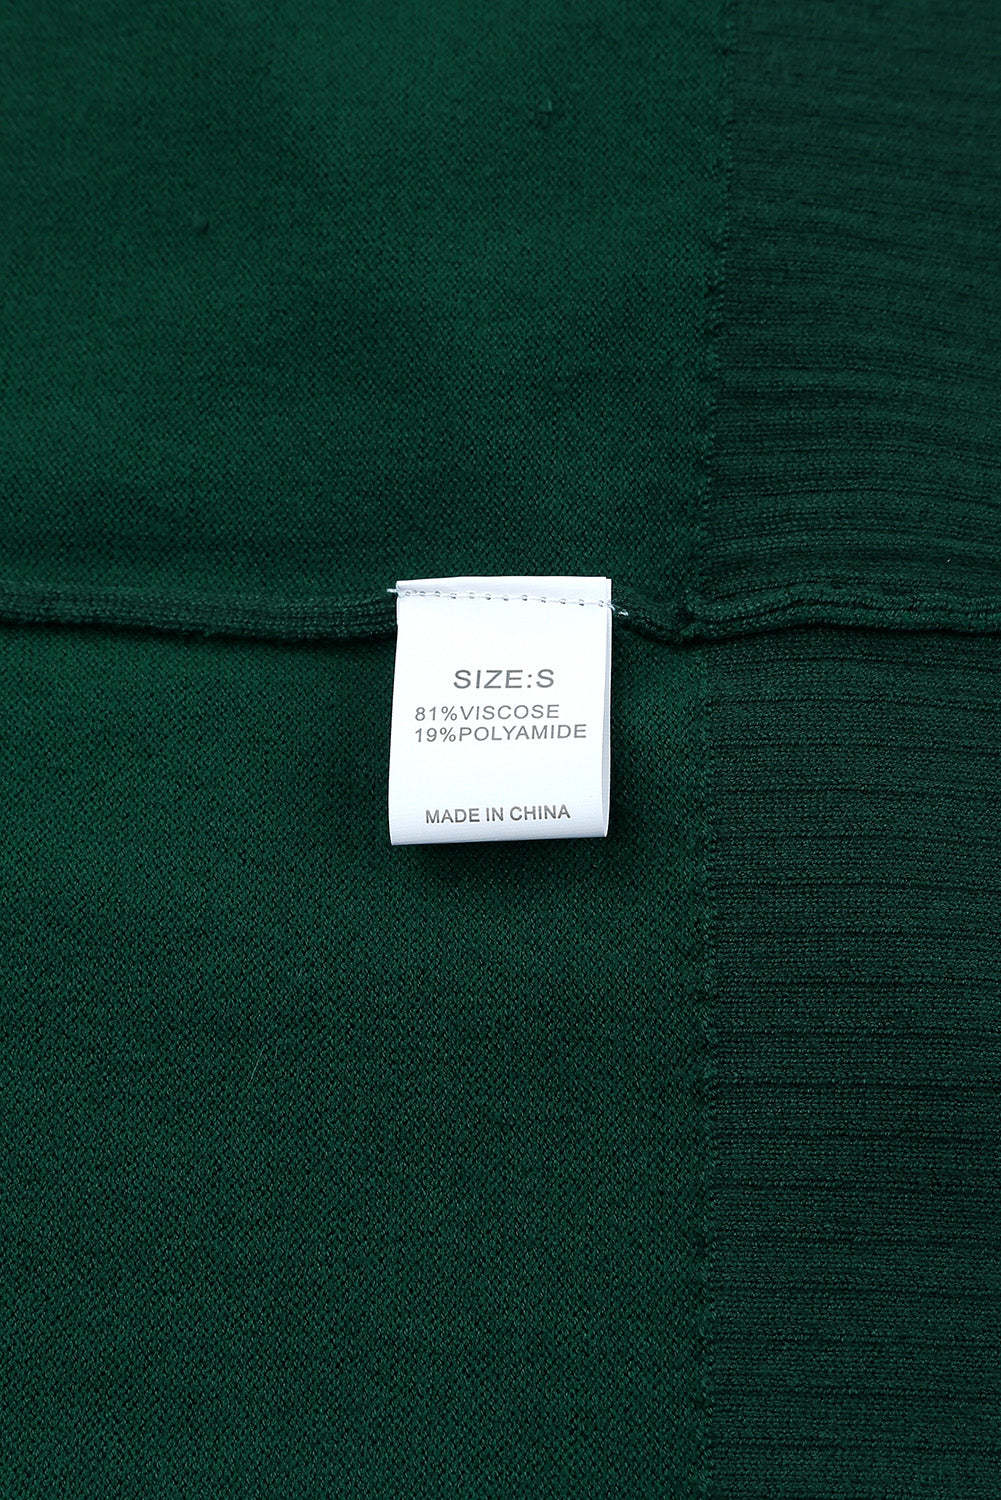 SIZE:S
81%VISCOSE
19%POLYAMIDE
MADE IN CHINA